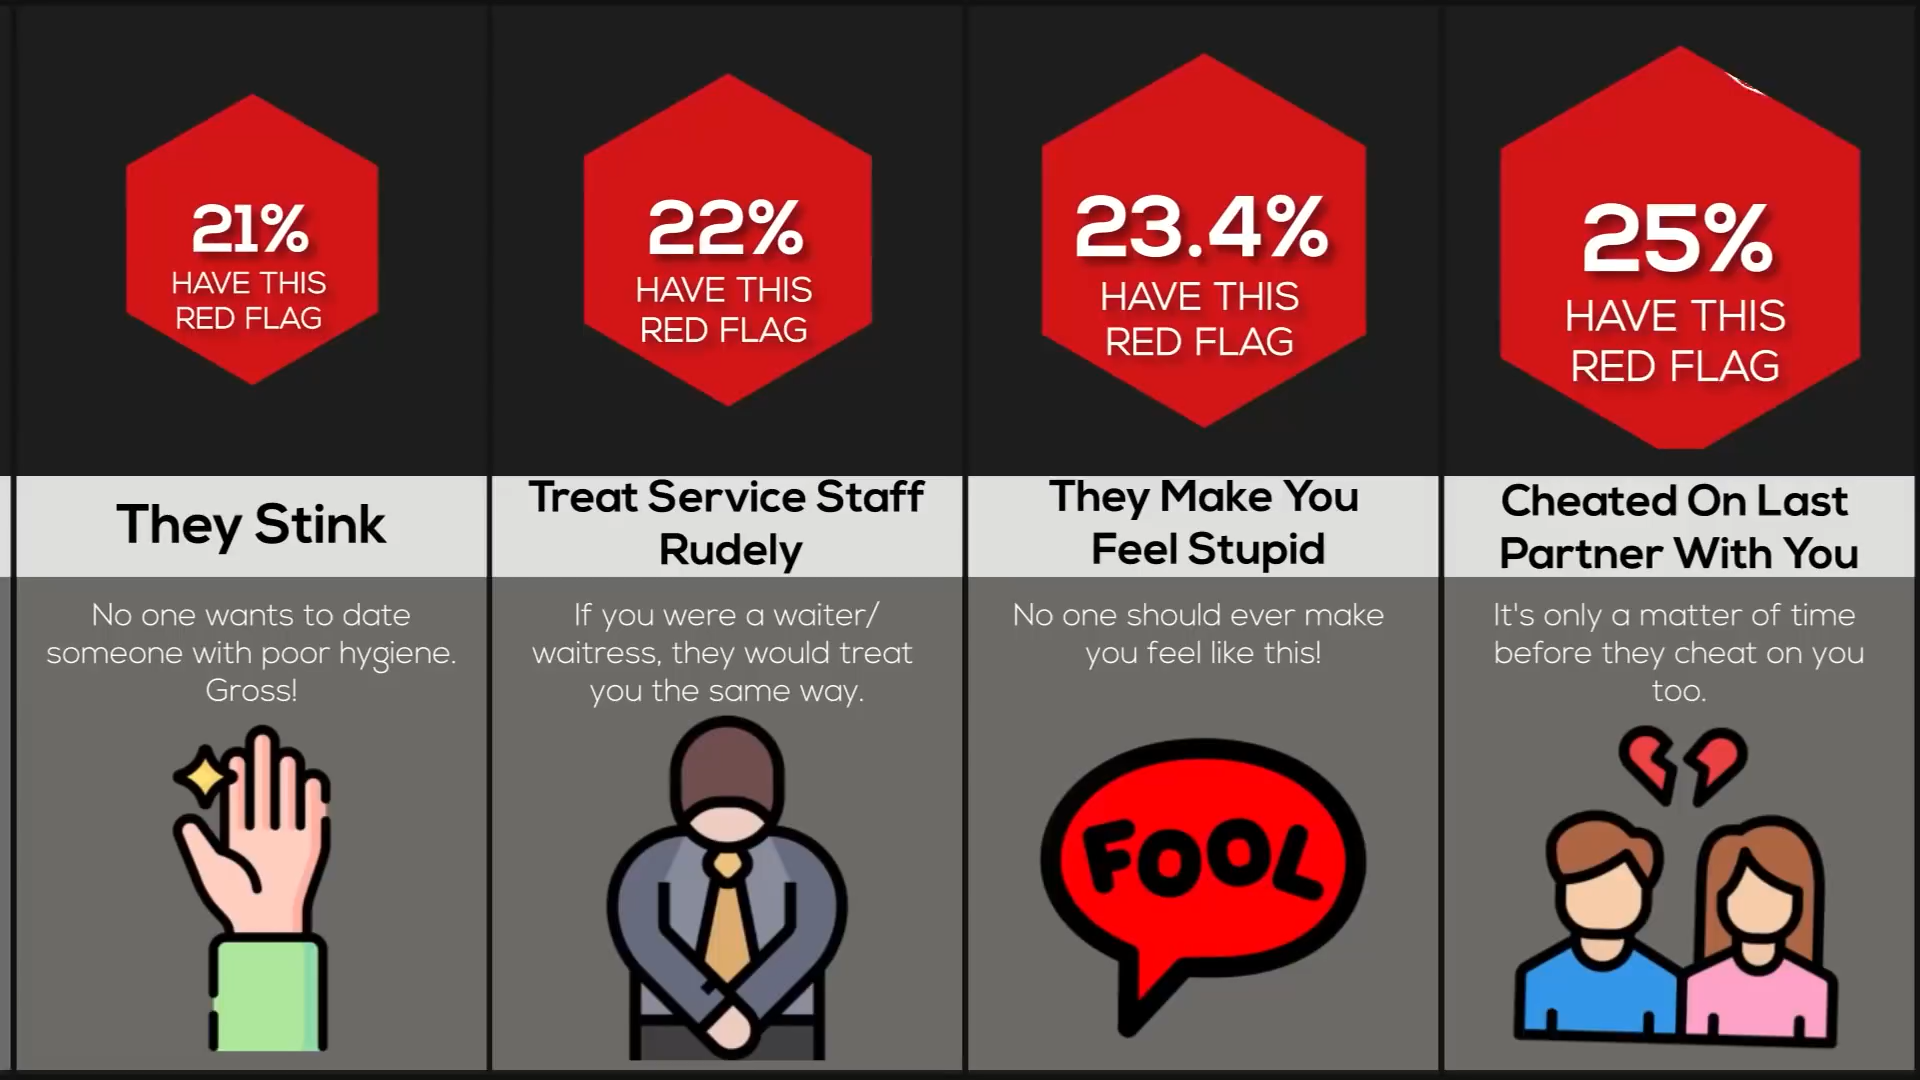 21%
HAVE THIS
RED FLAG
They Stink
No one wants to date
someone with poor hygiene.
Gross!
22%
HAVE THIS
RED FLAG
Treat Service Staff
Rudely
If you were a waiter/
waitress, they would treat
you the same way.
23.4%
HAVE THIS
RED FLAG
They Make You
Feel Stupid
No one should ever make
you feel like this!
FOOL
25%
HAVE THIS
RED FLAG
Cheated On Last
Partner With You
It's only a matter of time
before they cheat on you
too.